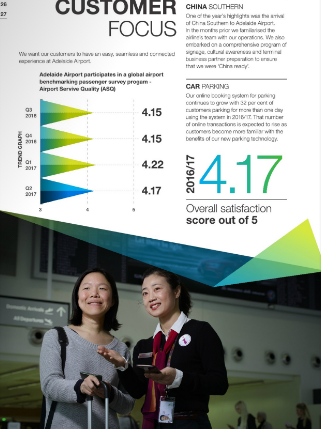 26
27
CUSTOMER
FOCUS
We want our customers to have an easy, seamless and connected
experience at Adelaide Airport.
Adelaide Airport participates in a global airport
benchmarking passenger survey progam -
Airport Servive Quality (ASQ)
TREND GRAPH
Q3
2016
4.15
Q4
2016
4.15
Q1
2017
4.22
Q2
2017
4.17
CHINA SOUTHERN
One of the year's highlights was the arrival
of China Southern to Adelaide Airport.
In the months prior we familiarised the
airline's team with our operations. We also
embarked on a comprehensive program of
signage, cultural awareness and terminal
business partner preparation to ensure
that we were 'China ready'.
CAR PARKING
Our online booking system for parking
continues to grow with 32 per cent of
customers parking for more than one day
using the system in 2016/17. That number
of online transactions is expected to rise as
customers become more familiar with the
benefits of our new parking technology.
2016/17
4.17
Overall satisfaction
score out of 5